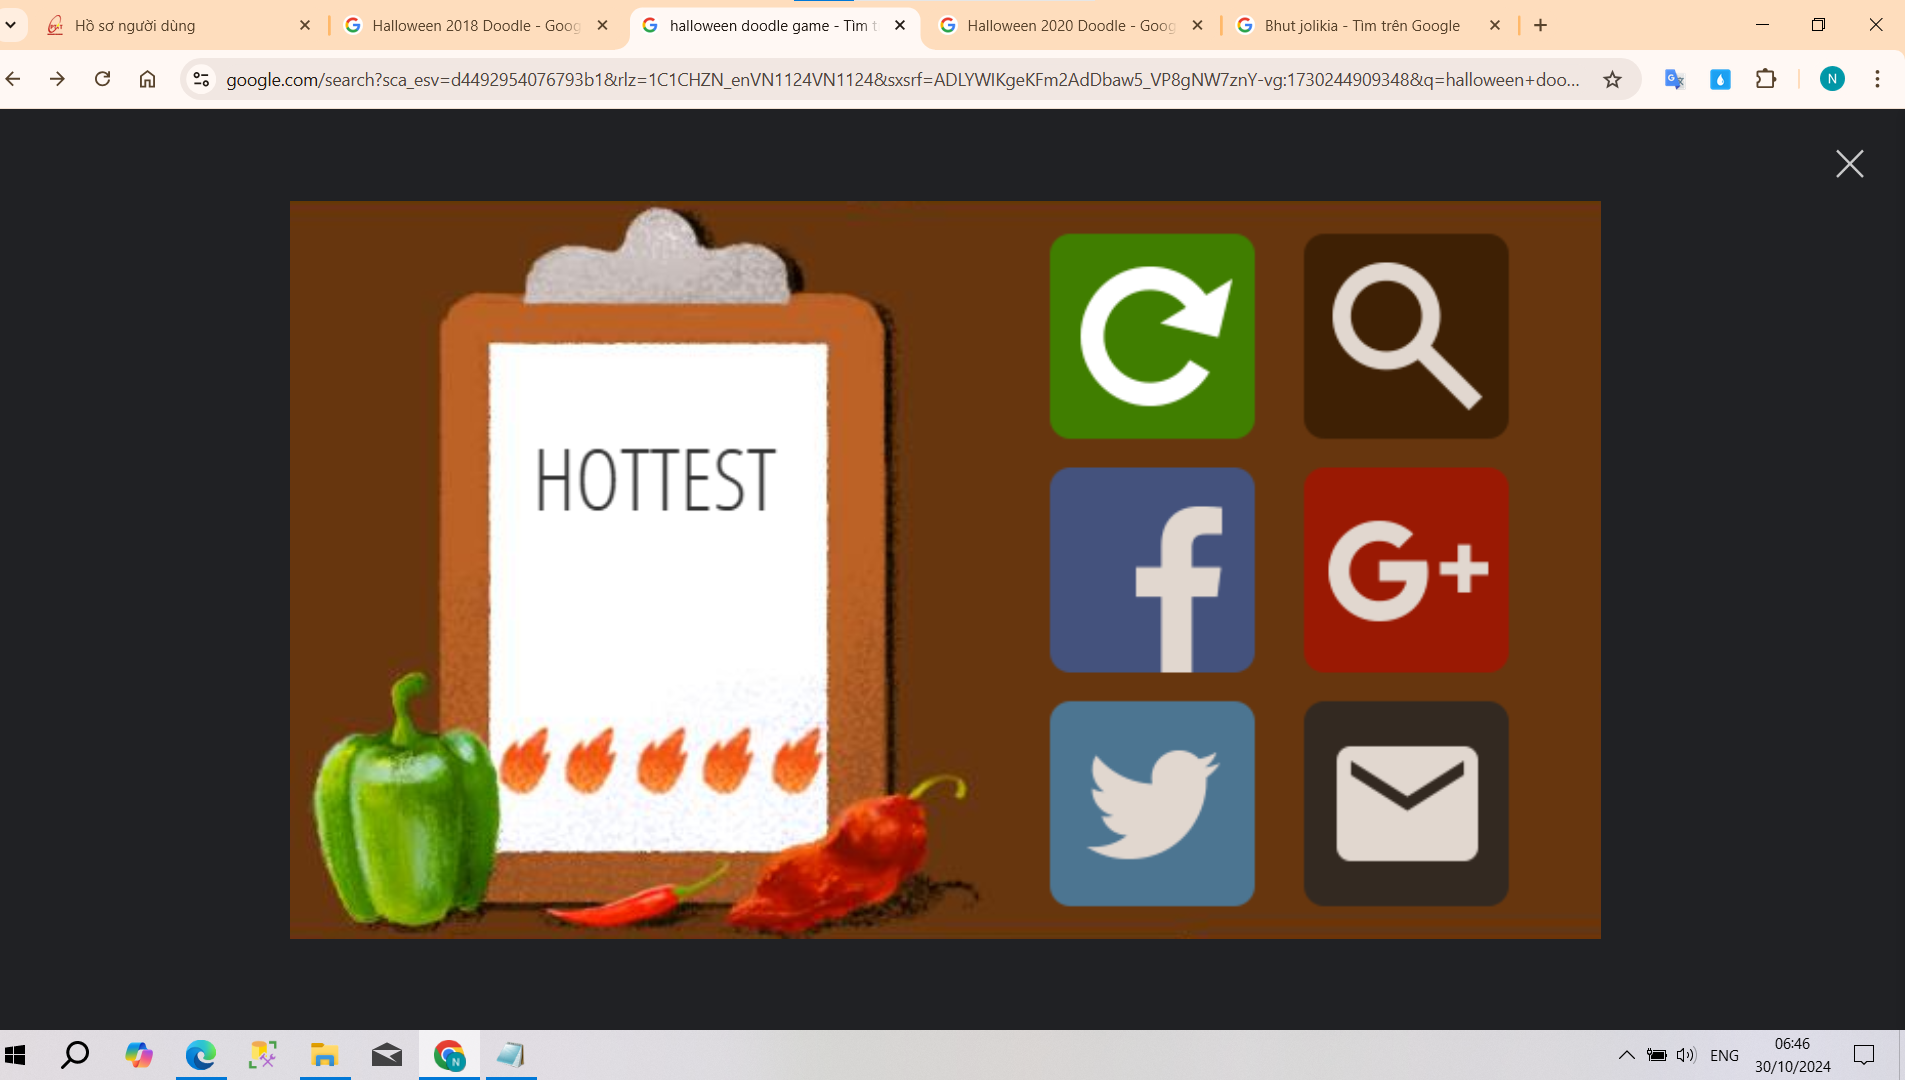 Hồ sơ người dùng
Halloween 2018 Doodle - Goog
halloween doodle game - Tìm t
Halloween 2020 Doodle - Goog
Bhut jolikia - Tìm trên Google
google.com/search?sca_esv=d4492954076793b1&rlz=1C1CHZN_enVN1124VN1124&sxsrf=ADLYWIKgeKFm2AdDbaw5_VP8gNW7znY-vg:1730244909348&q=halloween+doo...
N
HOTTEST
G+
N
ENG
06:46
30/10/2024